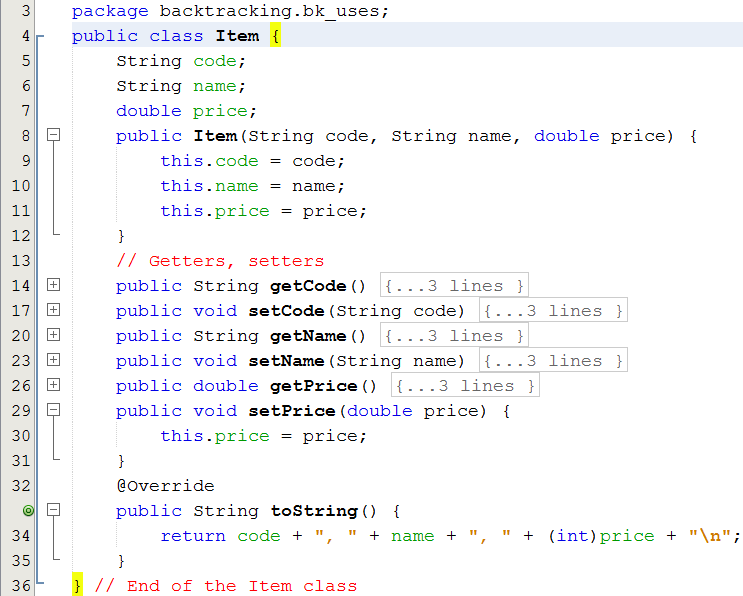 3 package backtracking.bk_uses;
4 public class Item {
5 String code;
6 String name;
7 double price;
8 public Item(String code, String name, double price) {
9 this.code = code;
10 this.name = name;
11 this.price = price;
12 }
13 // Getters, setters
14 public String getCode() {...3 lines }
17 public void setCode(String code) {...3 lines }
20 public String getName() {...3 lines }
23 public void setName(String name) {...3 lines }
26 public double getPrice() {...3 lines }
29 public void setPrice(double price) {
30 this.price = price;
31 }
32 @Override
public String toString() {
34 return code + ", " + name + ", " + (int)price + "\n";
35 }
36 } // End of the Item class